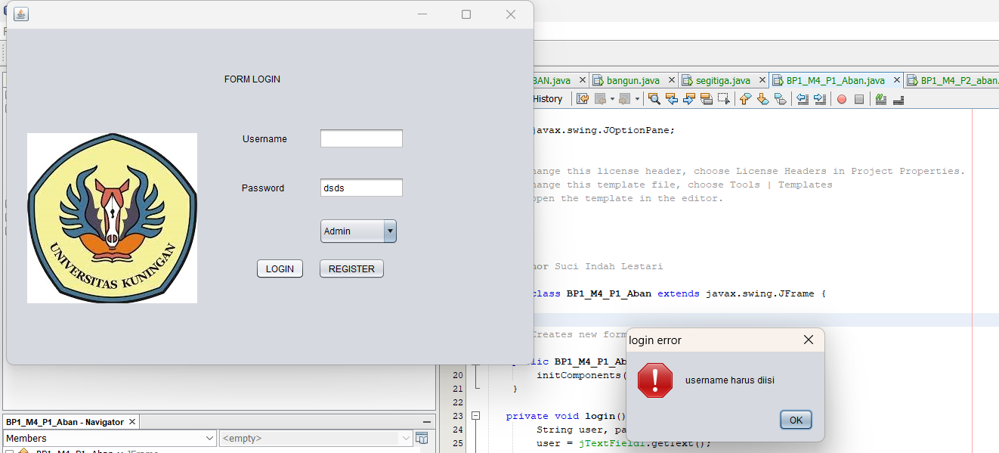 FORM LOGIN
Username
Password
dsds
Admin
LOGIN
REGISTER
UNIVERSITAS KUNINGAN
BAN.java
bangun.java
segitiga.java
BP1_M4_P1_Aban.java
BP1_M4_P2_aban.
History
javax.swing.JOptionPane;
hange this license header, choose License Headers in Project Properties.
hange this template file, choose Tools | Templates
open the template in the editor.
or Suci Indah Lestari
class BP1_M4_P1_Aban extends javax.swing.JFrame {
Creates new form
lic BP1_M4_P1_Ab
20 initComponents(
21 }
22
23 private void login()
24 String user, pa
25 user = jTextField1.getText();
login error
username harus diisi
OK
BP1_M4_P1_Aban - Navigator
Members
<empty>
BP1_M4_P1_Aban :: JFrame